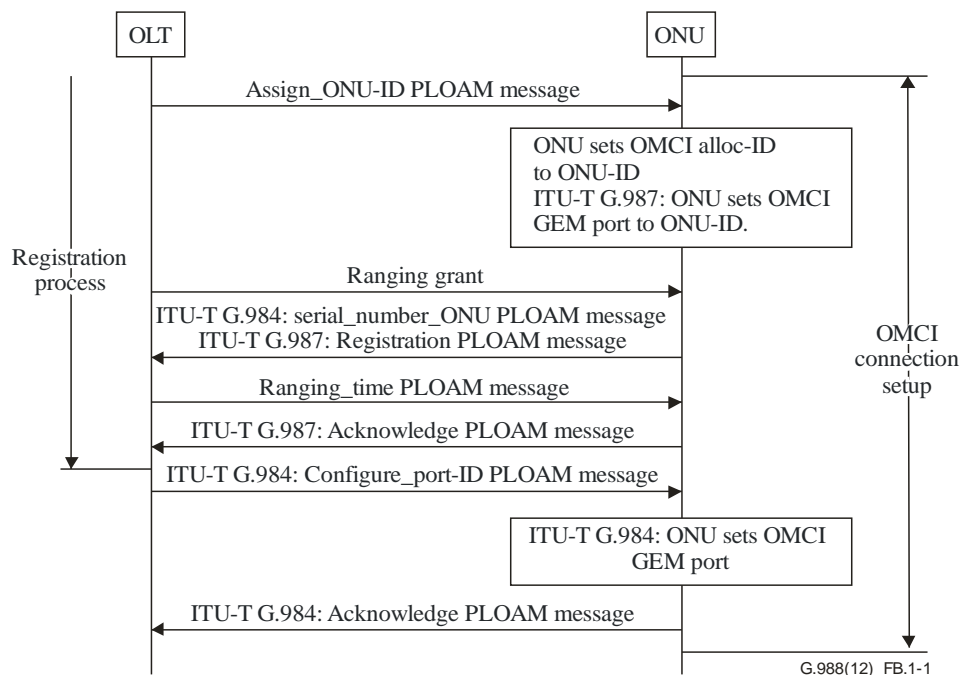 OLT
ONU
Assign_ONU-ID PLOAM message
ONU sets OMCI alloc-ID
to ONU-ID
ITU-T G.987: ONU sets OMCI
GEM port to ONU-ID.
Registration
process
Ranging grant
ITU-T G.984: serial_number_ONU PLOAM message
ITU-T G.987: Registration PLOAM message
OMCI
connection
setup
Ranging_time PLOAM message
ITU-T G.987: Acknowledge PLOAM message
ITU-T G.984: Configure_port-ID PLOAM message
ITU-T G.984: ONU sets OMCI
GEM port
ITU-T G.984: Acknowledge PLOAM message
G.988(12)_FB.1-1